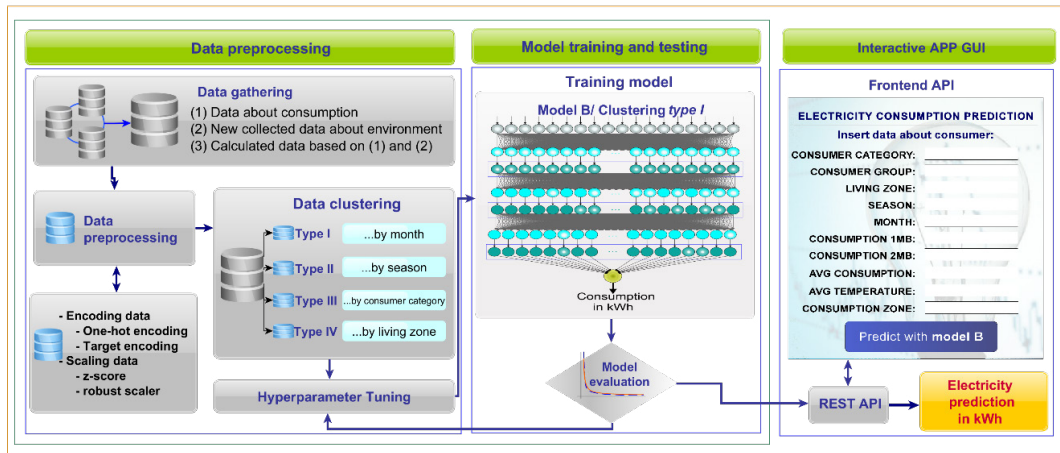 Data preprocessing
Data gathering
(1) Data about consumption
(2) New collected data about environment
(3) Calculated data based on (1) and (2)
Data
preprocessing
- Encoding data
- One-hot encoding
- Target encoding
- Scaling data
- z-score
- robust scaler
Data clustering
Type I ...by month
Type II ...by season
Type III ...by consumer category
Type IV ...by living zone
Hyperparameter Tuning
Model training and testing
Training model
Model B/ Clustering type I
Consumption
in kWh
Model
evaluation
Interactive APP GUI
Frontend API
ELECTRICITY CONSUMPTION PREDICTION
Insert data about consumer:
CONSUMER CATEGORY:
CONSUMER GROUP:
LIVING ZONE:
SEASON:
MONTH:
CONSUMPTION 1MB:
CONSUMPTION 2MB:
AVG CONSUMPTION:
AVG TEMPERATURE:
CONSUMPTION ZONE:
Predict with model B
REST API
Electricity
prediction
in kWh